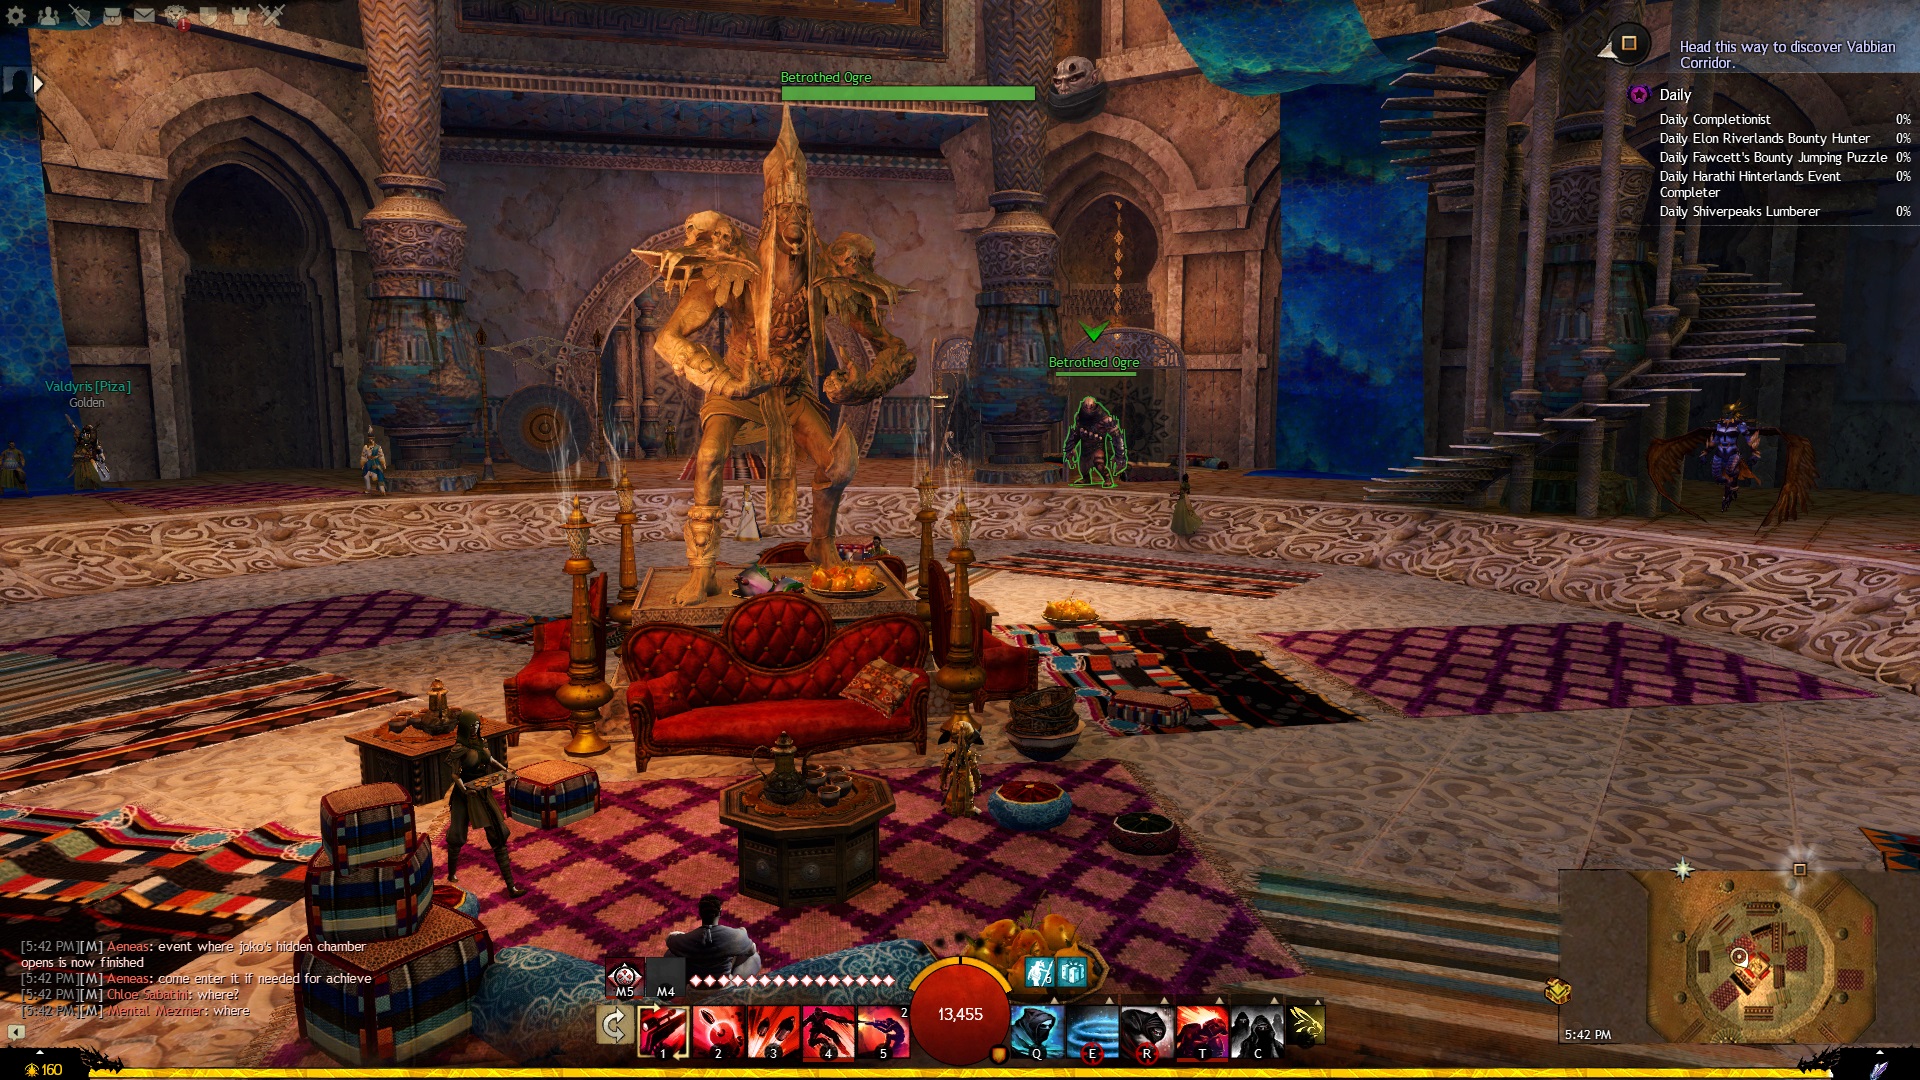 Betrothed Ogre
Head this way to discover Vabbian
Corridor.
Daily
Daily Completionist 0%
Daily Elon Riverlands Bounty Hunter 0%
Daily Fawcett's Bounty Jumping Puzzle 0%
Daily Harathi Hinterlands Event 0%
Completer
Daily Shiverpeaks Lumberer 0%
Betrothed Ogre
Valdyris [Piza]
Golden
[5:42 PM][M] Aeneas: event where joko's hidden chamber
opens is now finished
[5:42 PM][M] Aeneas: come enter it if needed for achieve
[5:42 PM][M] Chloe Sabatini: where?
[5:42 PM][M] Mental Mezmer: where
M5 M4
2
13,455
1 2 3 4 5 Q E R T C
5:42 PM
160